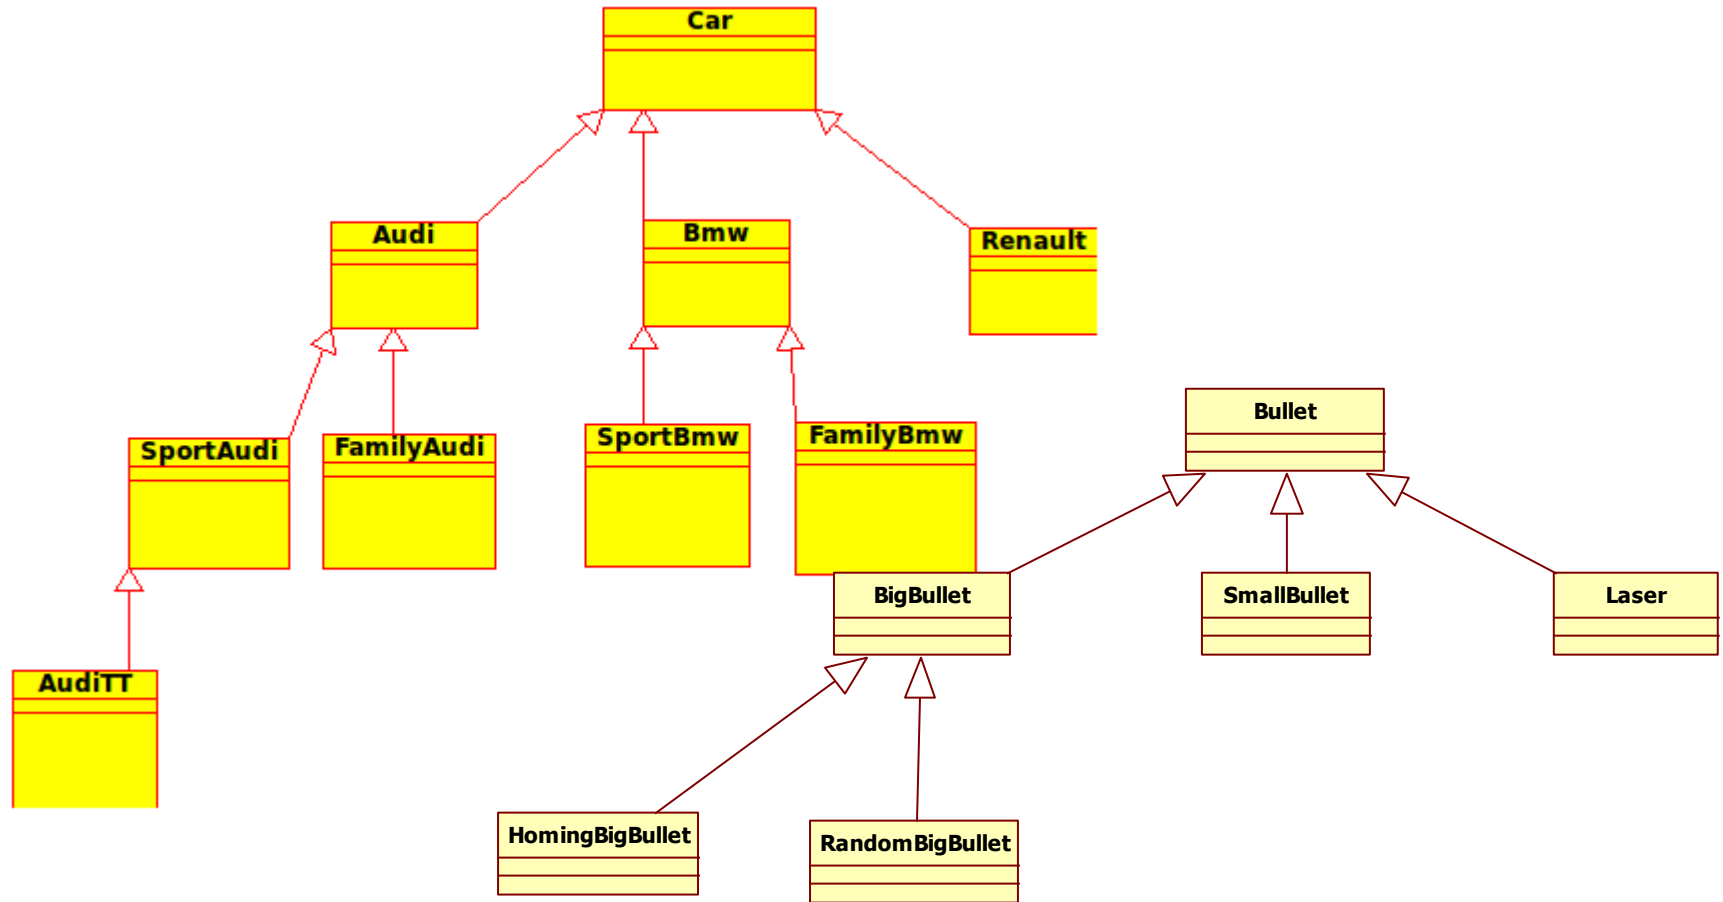 Car
Audi
Bmw
Renault
SportAudi
FamilyAudi
SportBmw
FamilyBmw
AudiTT
Bullet
BigBullet
SmallBullet
Laser
HomingBigBullet
RandomBigBullet